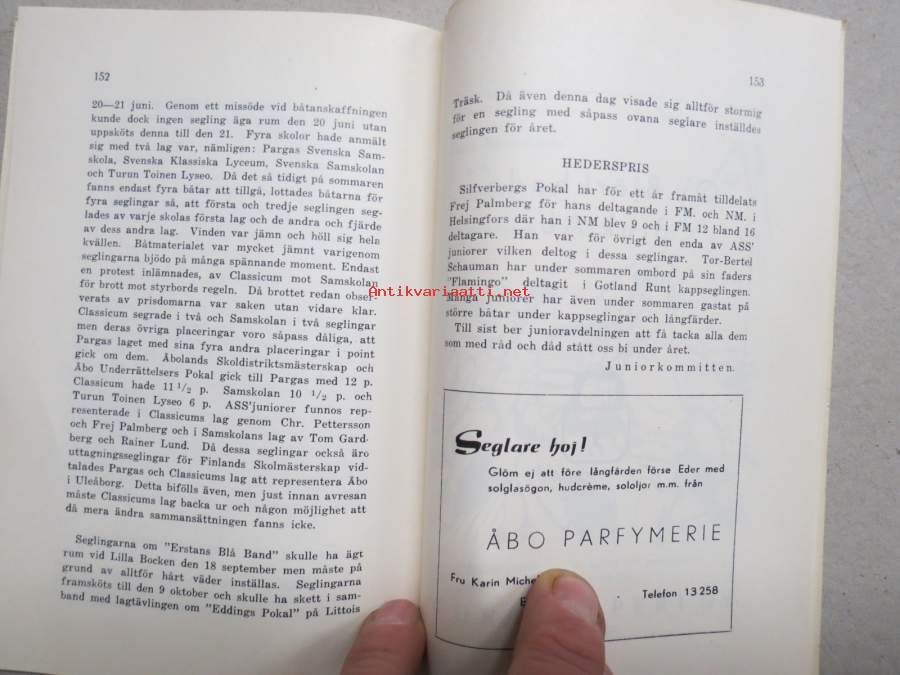 152
20—21 juni. Genom ett missöde vid båtanskaffningen
kunde dock ingen segling äga rum den 20 juni utan
uppsköts denna till den 21. Fyra skolor hade anmält
sig med två lag var, nämligen: Pargas Svenska Sam-
skola, Svenska Klassiska Lyceum, Svenska Samskolan
och Turun Toinen Lyseo. Då det så tidigt på sommaren
fanns endast fyra båtar att tillgå, lottades båtarna för
fyra seglingar så, att första och tredje seglingen seg-
lades av varje skolas första lag och de andra och fjärde
av dess andra lag. Vinden var jämn och höll sig hela
kvällen. Båtmaterialet var mycket jämnt varigenom
seglingarna bjödo på många spännande moment. Endast
en protest inlämnades, av Classicum mot Samskolan
för brott mot styrbords regeln. Då brottet redan obser-
verats av prisdomarna var saken utan vidare klar.
Classicum segrade i två och Samskolan i två seglingar
men deras övriga placeringar voro såpass dåliga, att
Pargas laget med sina fyra andra placeringar i point
gick om dem. Åbolands Skoldistriktsmästerskap och
Åbo Underrättelsers Pokal gick till Pargas med 12 p.
Classicum hade 11 1/2 p. Samskolan 10 1/2 p. och
Turun Toinen Lyseo 6 p. ASS'juniorer funnos rep-
resenterade i Classicums lag genom Chr. Pettersson
och Frej Palmberg och i Samskolans lag av Tom Gard-
berg och Rainer Lund. Då dessa seglingar också äro
uttagningsseglingar för Finlands Skolmästerskap vid-
talades Pargas och Classicums lag att representera Åbo
i Uleåborg. Detta bifölls även, men just innan avresan
måste Classicums lag backa ur och någon möjlighet att
då mera ändra sammansättningen fanns icke.
Seglingarna om "Erstans Blå Band" skulle ha ägt
rum vid Lilla Bocken den 18 september men måste på
grund av alltför hårt väder inställas. Seglingarna
framsköts till den 9 oktober och skulle ha skett i sam-
band med lagtävlingen om "Eddings Pokal" på Littois
153
Träsk. Då även denna dag visade sig alltför stormig
för en segling med såpass ovana seglare inställdes
seglingen för året.
HEDERSPRIS
Silfverbergs Pokal har för ett år framåt tilldelats
Frej Palmberg för hans deltagande i FM. och NM. i
Helsingfors där han i NM blev 9 och i FM 12 bland 16
deltagare. Han var för övrigt den enda av ASS'
juniorer vilken deltog i dessa seglingar. Tor-Bertel
Schauman har under sommaren ombord på sin faders
"Flamingo" deltagit i Gotland Runt kappseglingen.
Många juniorer har även under sommaren gastat på
större båtar under kappseglingar och långfärder.
Till sist ber junioravdelningen att få tacka alla dem
som med råd och dåd stått oss bi under året.
Juniorkommitten.
Antikvariaatti.net
Seglare hoj!
Glöm ej att före långfärden förse Eder med
solglasögon, hudcrème, sololjor m.m. från
ÅBO PARFYMERIE
Fru Karin
Telefon 13 258